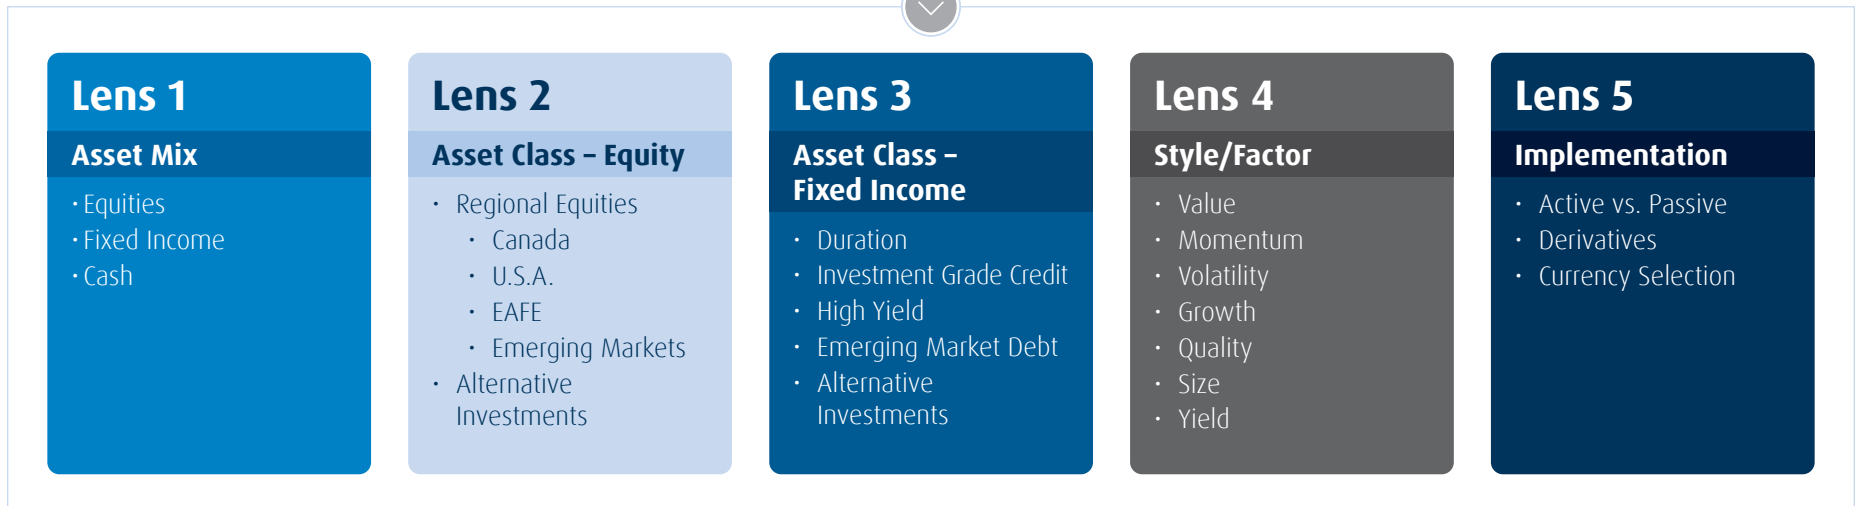 Lens 1
Asset Mix
· Equities
· Fixed Income
· Cash
Lens 2
Asset Class – Equity
· Regional Equities
· Canada
· U.S.A.
· EAFE
· Emerging Markets
· Alternative
Investments
Lens 3
Asset Class –
Fixed Income
· Duration
· Investment Grade Credit
· High Yield
· Emerging Market Debt
· Alternative
Investments
Lens 4
Style/Factor
· Value
· Momentum
· Volatility
· Growth
· Quality
· Size
· Yield
Lens 5
Implementation
· Active vs. Passive
· Derivatives
· Currency Selection